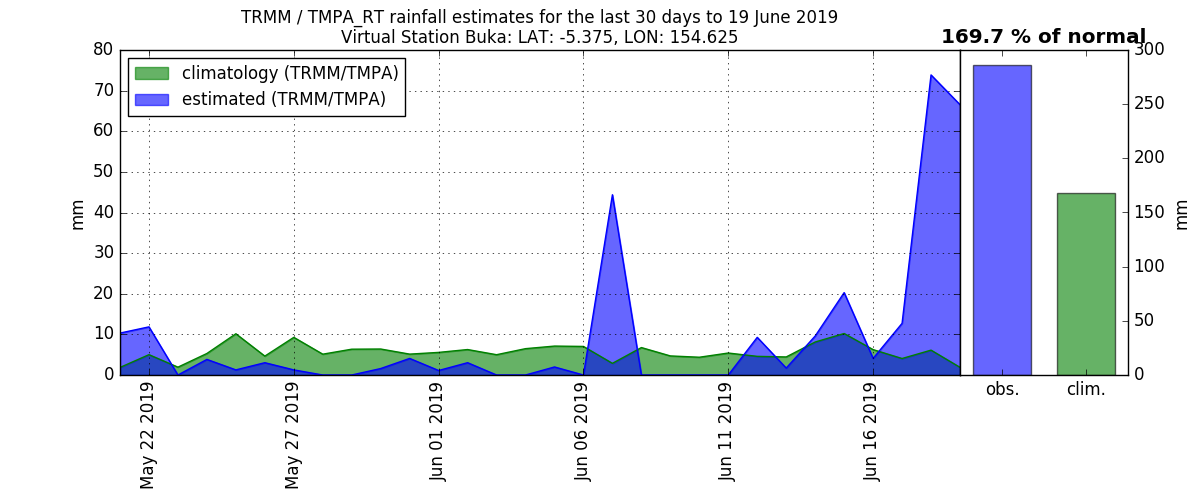 TRMM / TMPA_RT rainfall estimates for the last 30 days to 19 June 2019
Virtual Station Buka: LAT: -5.375, LON: 154.625
169.7 % of normal
climatology (TRMM/TMPA)
estimated (TRMM/TMPA)
mm
80
70
60
50
40
30
20
10
0
May 22 2019
May 27 2019
Jun 01 2019
Jun 06 2019
Jun 11 2019
Jun 16 2019
obs.
clim.
300
250
200
150
100
50
0
mm